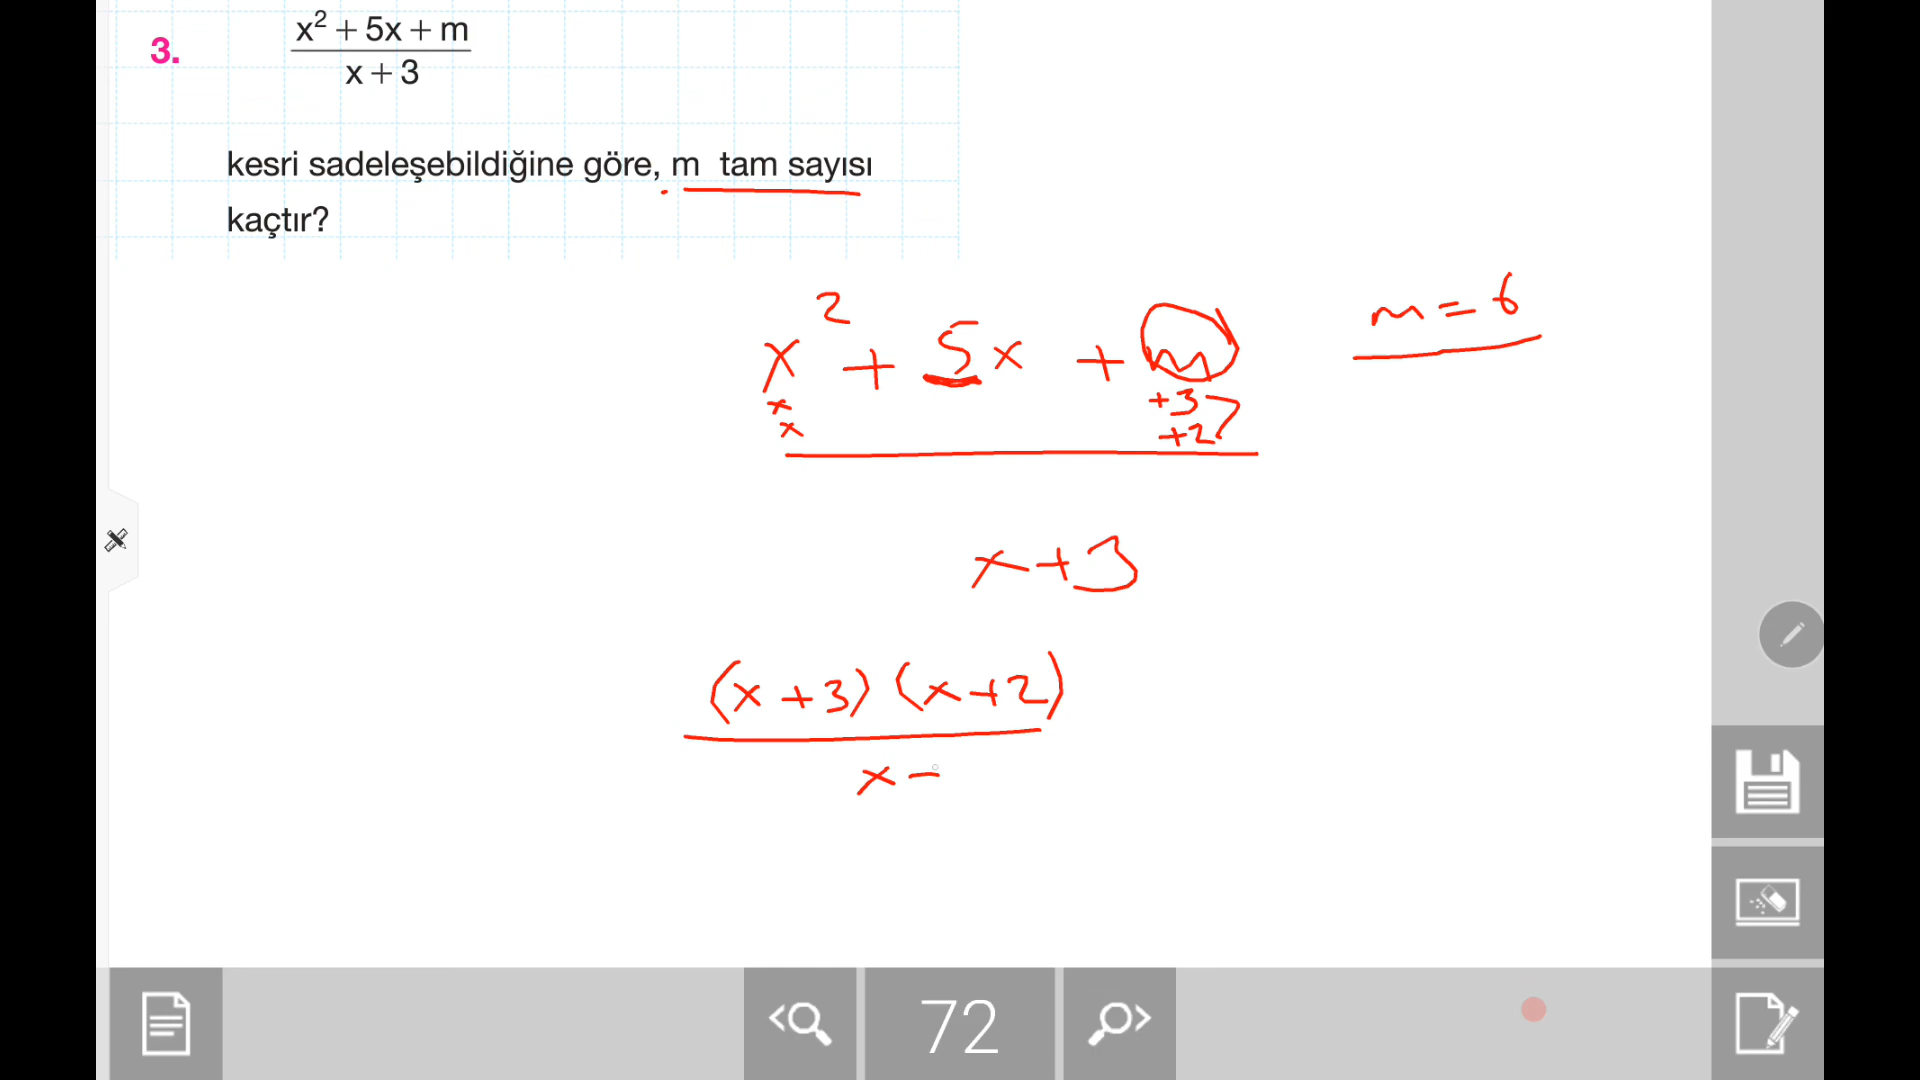 3.
x² + 5x + m
x + 3
kesri sadeleşebildiğine göre, m tam sayısı
kaçtır?
m = 6
x² + 5x + m
x +3
x +2
x + 3
(x + 3) (x + 2)
x -
72